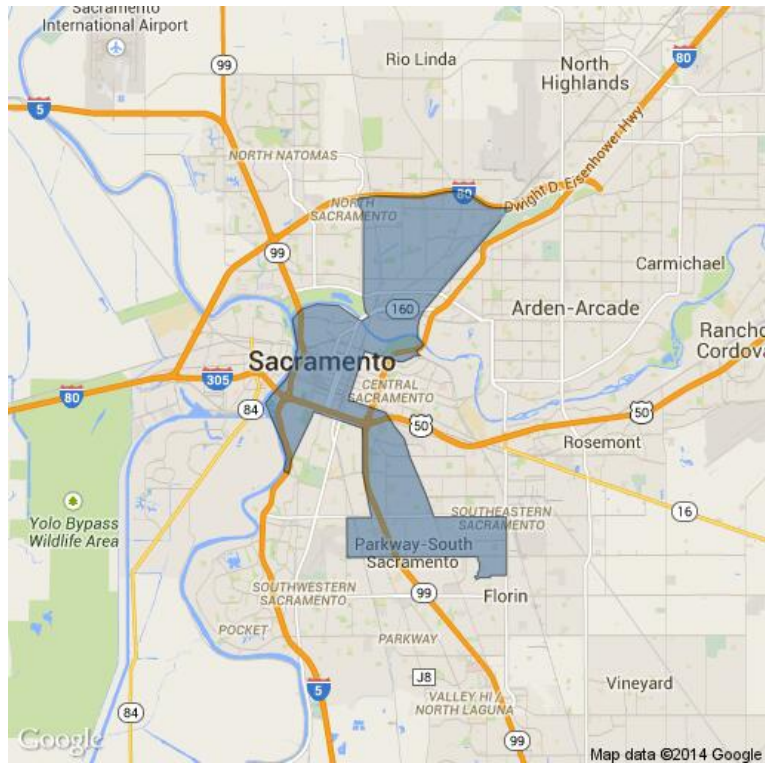 Sacramento
International Airport
99
Rio Linda
North
Highlands
80
5
NORTH NATOMAS
Dwight D. Eisenhower Hwy
80
NORTH
SACRAMENTO
99
Carmichael
160
Arden-Arcade
Rancho
Cordova
Sacramento
305
CENTRAL
SACRAMENTO
80
84
50
50
Rosemont
16
Yolo Bypass
Wildlife Area
SOUTHEASTERN
SACRAMENTO
Parkway-South
Sacramento
SOUTHWESTERN
SACRAMENTO
99
Florin
POCKET
PARKWAY
J8
5
Vineyard
VALLEY HI /
NORTH LAGUNA
84
99
Google
Map data ©2014 Google